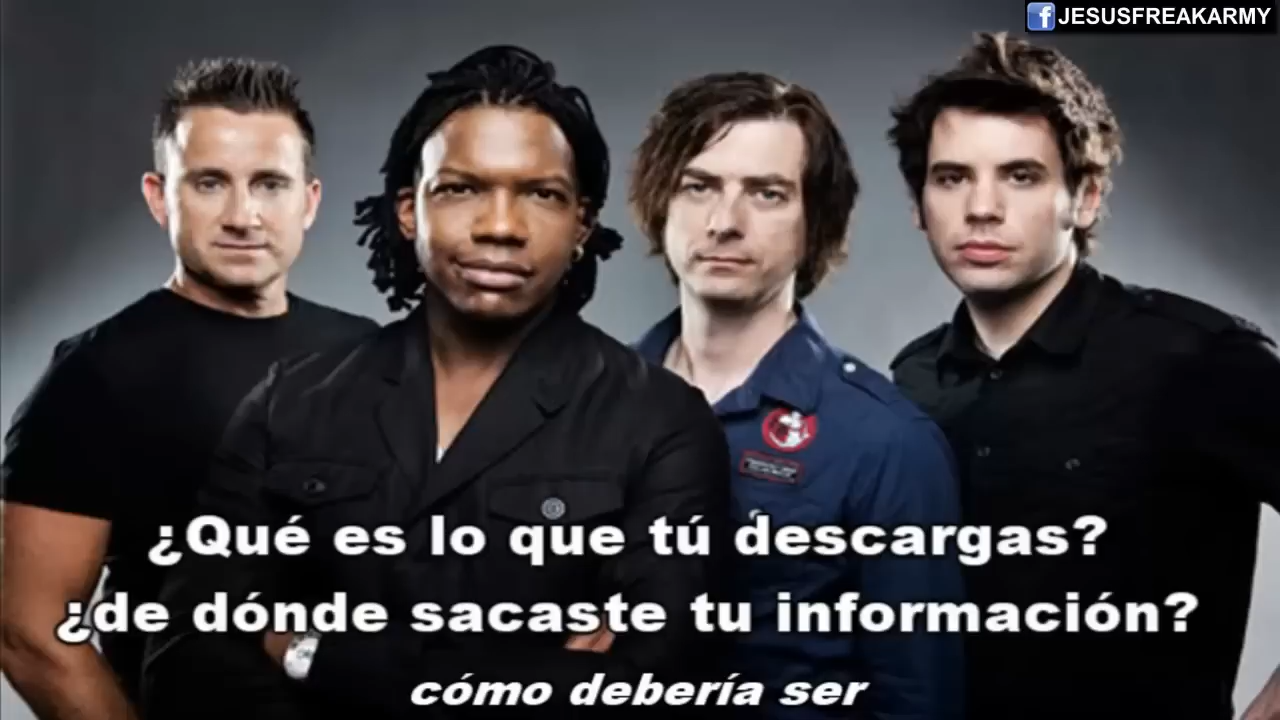 JESUSFREAKARMY
¿Qué es lo que tú descargas?
¿de dónde sacaste tu información?
cómo debería ser